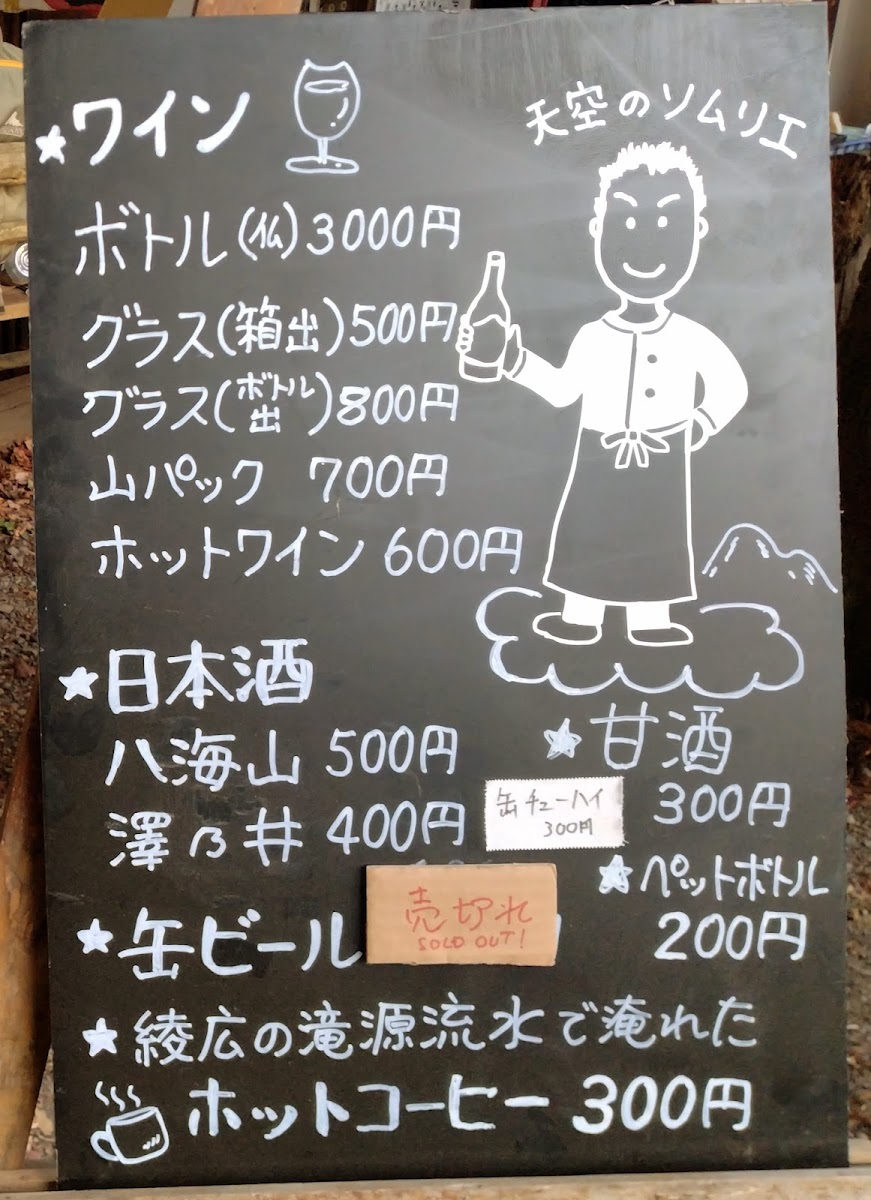 天空のソムリエ
★ワイン
ボトル(仏)3000円
グラス(箱出)500円
グラス(ボトル出)800円
山パック 700円
ホットワイン 600円
★日本酒
八海山 500円
澤乃井 400円
★甘酒
300円
缶チューハイ
300円
★ペットボトル
200円
★缶ビール
売切れ
SOLD OUT!
★綾広の滝源流水で淹れた
ホットコーヒー 300円